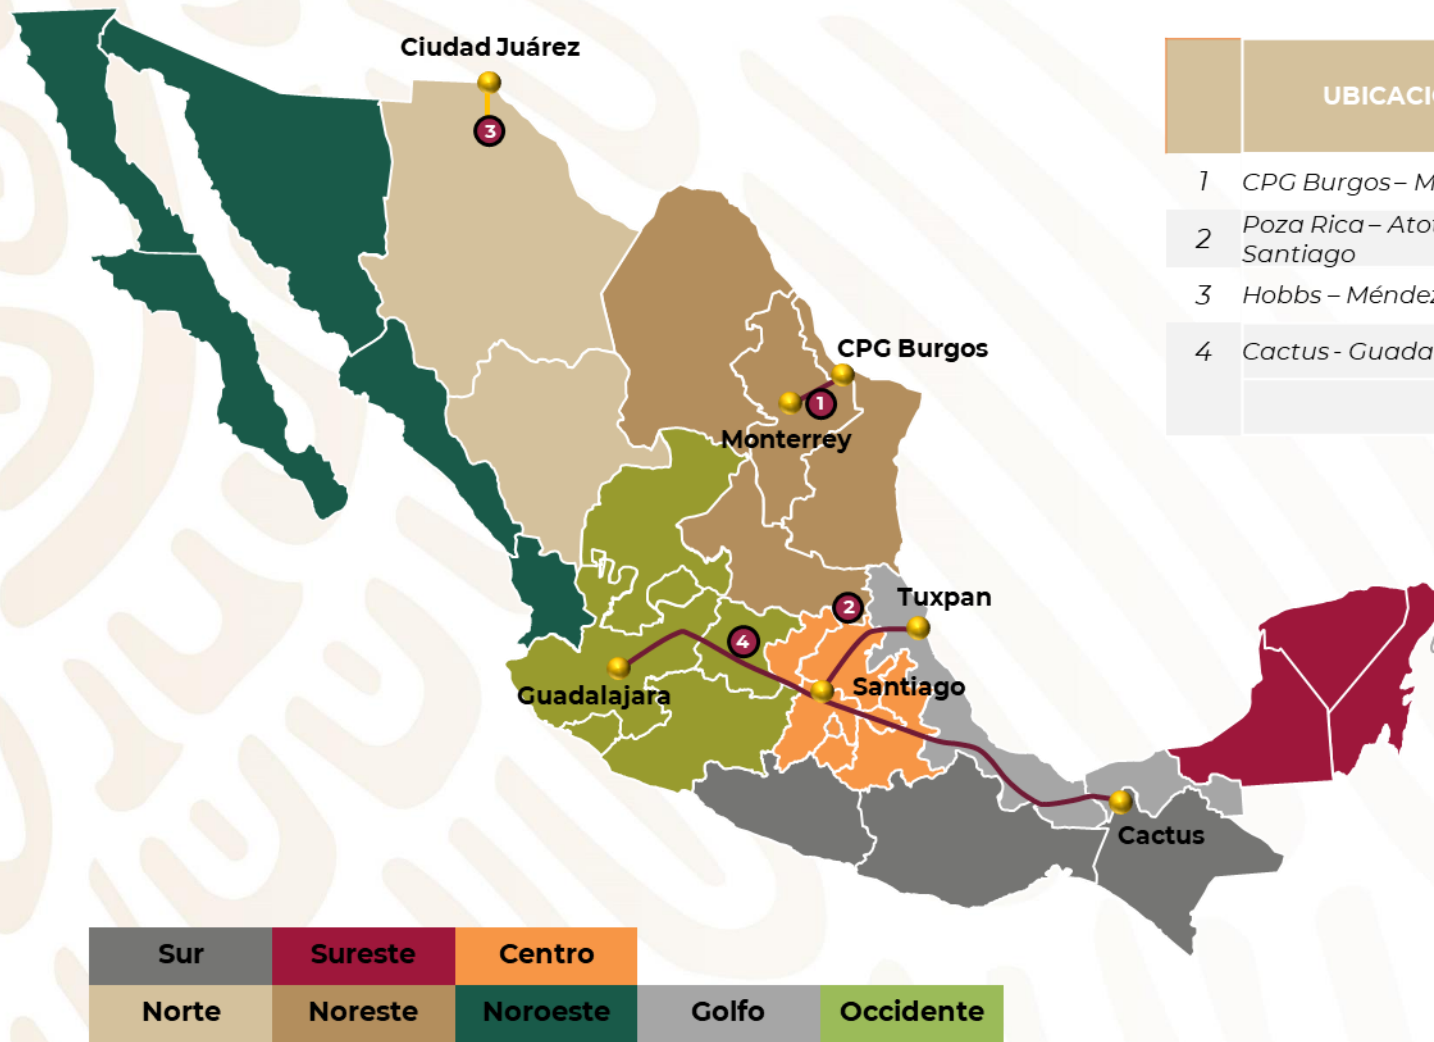 Ciudad Juárez
3
UBICACI
1 CPG Burgos – M
2 Poza Rica – Ato
Santiago
3 Hobbs – Méndez
4 Cactus - Guada
CPG Burgos
1
Monterrey
2
Tuxpan
4
Santiago
Guadalajara
Cactus
Sur Sureste Centro
Norte Noreste Noroeste Golfo Occidente